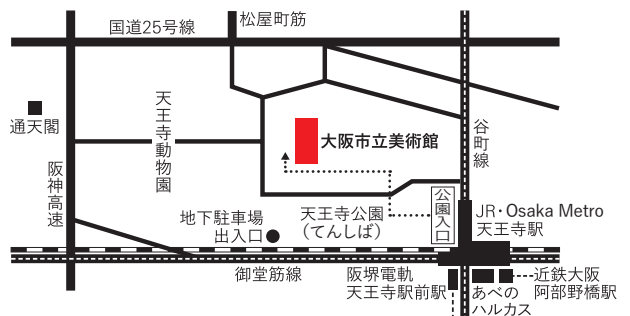 松屋町筋
国道25号線
通天閣
天王寺動物園
大阪市立美術館
谷町線
阪神高速
地下駐車場
出入口
天王寺公園
（てんしば）
公園入口
JR・Osaka Metro
天王寺駅
御堂筋線
阪堺電軌
天王寺駅前駅
あべの
ハルカス
近鉄大阪
阿部野橋駅